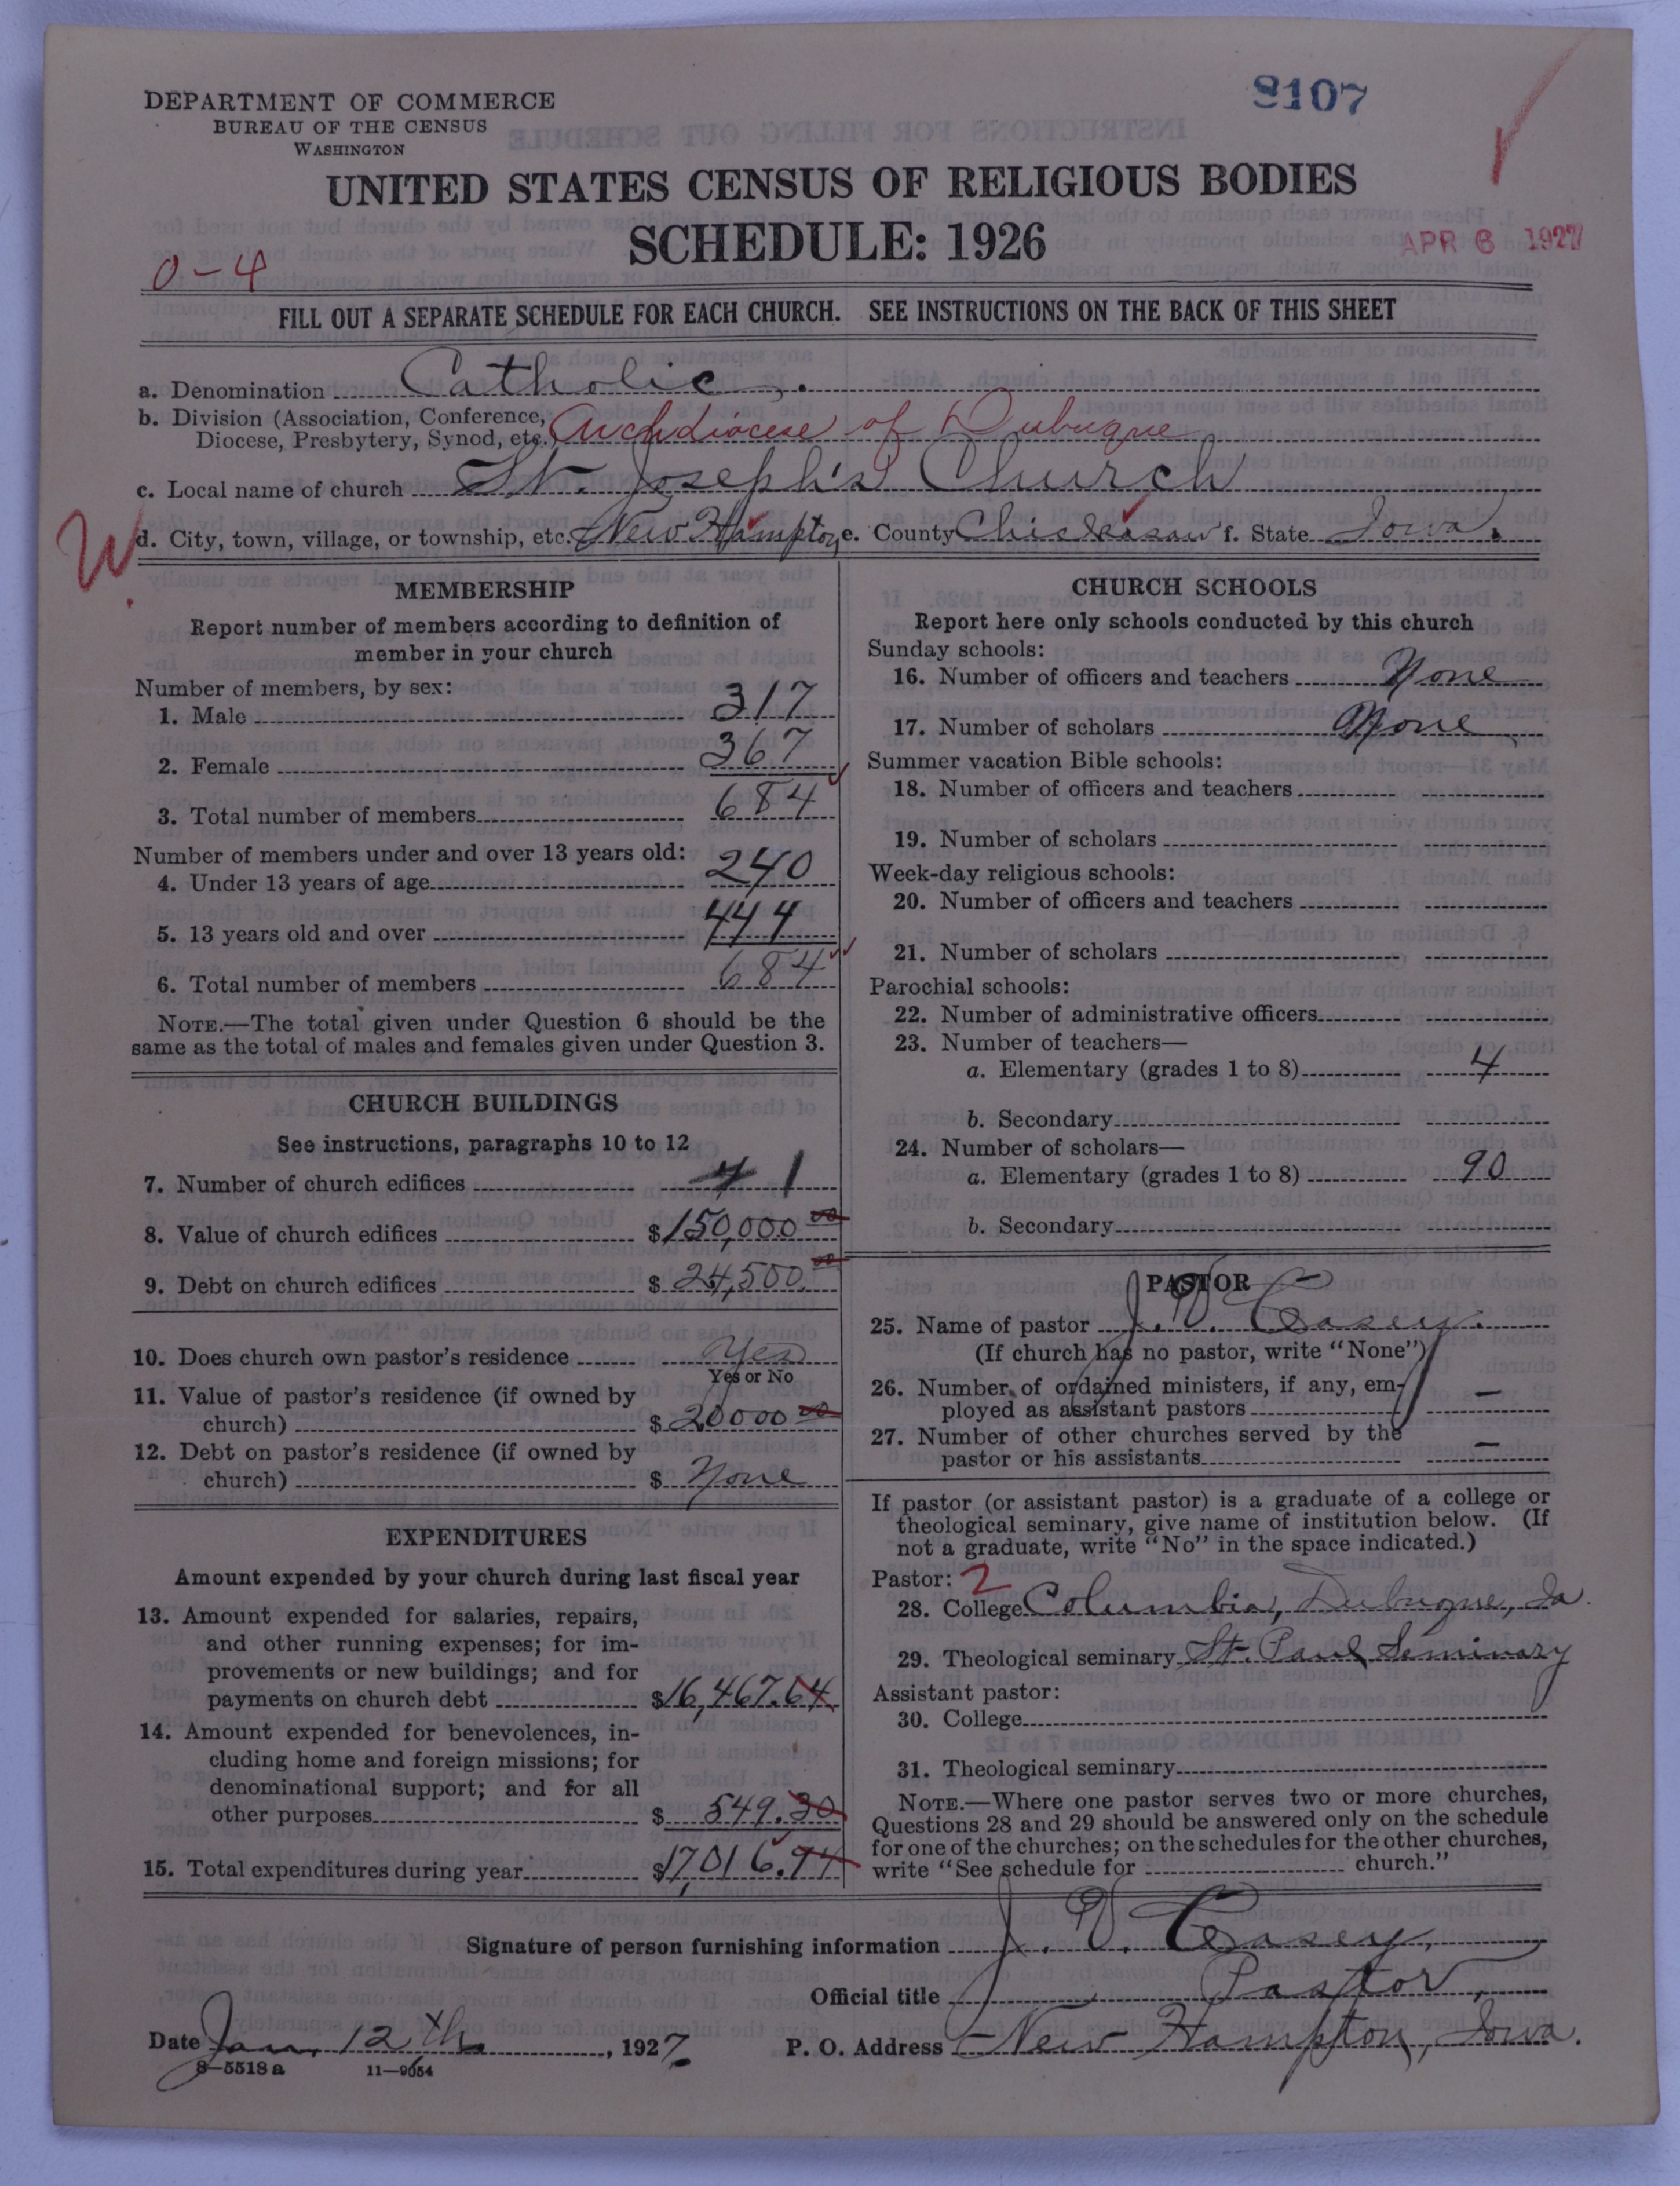 8107
DEPARTMENT OF COMMERCE
BUREAU OF THE CENSUS
WASHINGTON
UNITED STATES CENSUS OF RELIGIOUS BODIES
SCHEDULE: 1926
APR 6 1927
0-4
FILL OUT A SEPARATE SCHEDULE FOR EACH CHURCH. SEE INSTRUCTIONS ON THE BACK OF THIS SHEET
a. Denomination Catholic.
b. Division (Association, Conference,
Diocese, Presbytery, Synod, etc.) Archdiocese of Dubuque
c. Local name of church St. Joseph's Church
W. d. City, town, village, or township, etc. New Hampton e. County Chickasaw f. State Iowa.
MEMBERSHIP
Report number of members according to definition of
member in your church
Number of members, by sex:
1. Male 317
2. Female 367
3. Total number of members 684
Number of members under and over 13 years old:
4. Under 13 years of age 240
5. 13 years old and over 444
6. Total number of members 684
NOTE.—The total given under Question 6 should be the
same as the total of males and females given under Question 3.
CHURCH BUILDINGS
See instructions, paragraphs 10 to 12
7. Number of church edifices 1
8. Value of church edifices $150,000.00
9. Debt on church edifices $24,500.00
10. Does church own pastor's residence Yes
Yes or No
11. Value of pastor's residence (if owned by
church) $20000 00
12. Debt on pastor's residence (if owned by
church) $None
EXPENDITURES
Amount expended by your church during last fiscal year
13. Amount expended for salaries, repairs,
and other running expenses; for im-
provements or new buildings; and for
payments on church debt $16,467.64
14. Amount expended for benevolences, in-
cluding home and foreign missions; for
denominational support; and for all
other purposes $549.30
15. Total expenditures during year $17,016.94
CHURCH SCHOOLS
Report here only schools conducted by this church
Sunday schools:
16. Number of officers and teachers None
17. Number of scholars None
Summer vacation Bible schools:
18. Number of officers and teachers
19. Number of scholars
Week-day religious schools:
20. Number of officers and teachers
21. Number of scholars
Parochial schools:
22. Number of administrative officers
23. Number of teachers—
a. Elementary (grades 1 to 8) 4
b. Secondary
24. Number of scholars—
a. Elementary (grades 1 to 8) 90
b. Secondary
PASTOR
25. Name of pastor J. V. Casey.
(If church has no pastor, write "None")
26. Number of ordained ministers, if any, em-
ployed as assistant pastors —
27. Number of other churches served by the
pastor or his assistants —
If pastor (or assistant pastor) is a graduate of a college or
theological seminary, give name of institution below. (If
not a graduate, write "No" in the space indicated.)
Pastor: 2
28. College Columbia, Dubuque, Ia.
29. Theological seminary St. Paul Seminary
Assistant pastor:
30. College
31. Theological seminary
NOTE.—Where one pastor serves two or more churches,
Questions 28 and 29 should be answered only on the schedule
for one of the churches; on the schedules for the other churches,
write "See schedule for church."
Signature of person furnishing information J. V. Casey,
Official title Pastor,
Date Jan. 12th, 1927 P. O. Address New Hampton, Iowa.
8—5518a 11—9054